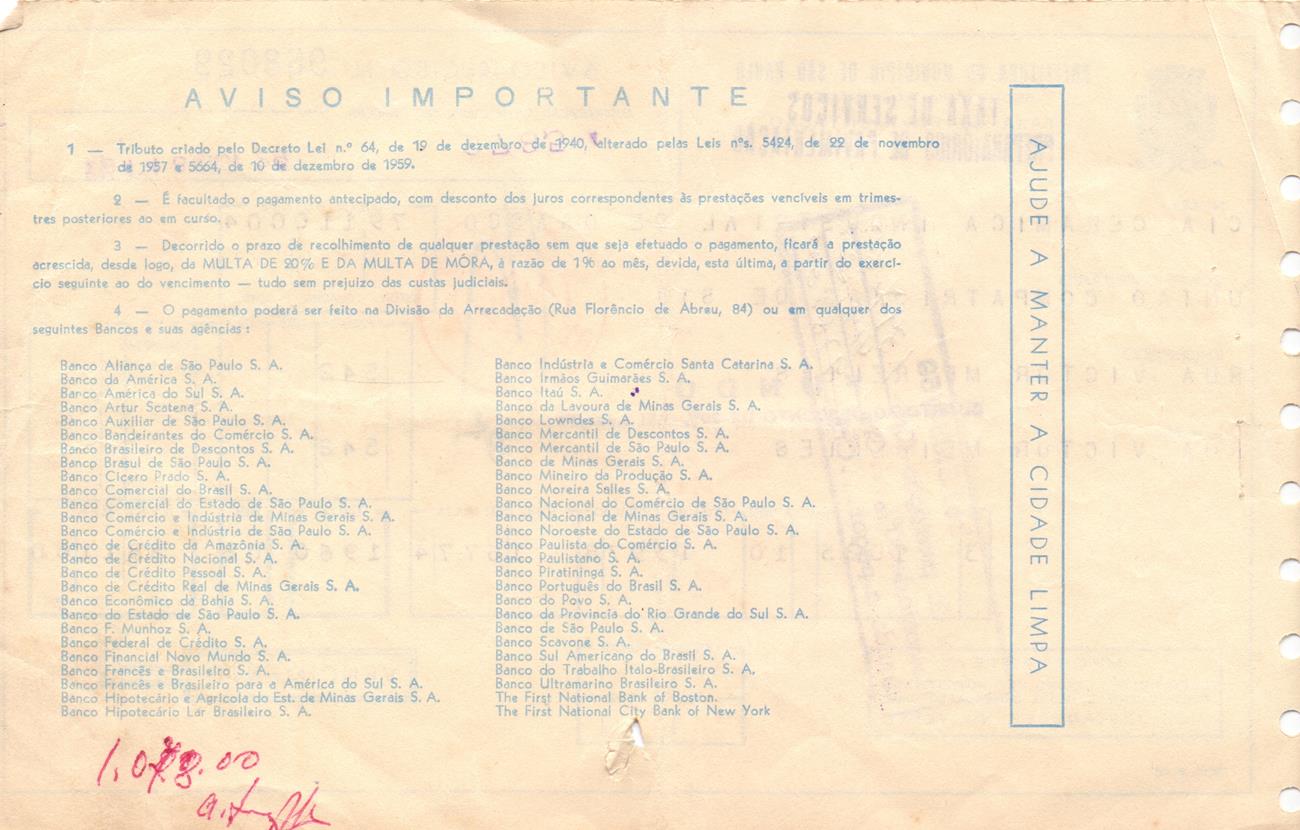 AVISO IMPORTANTE
1 — Tributo criado pelo Decreto Lei n.º 64, de 19 de dezembro de 1940, alterado pelas Leis nºs. 5424, de 22 de novembro
de 1957 e 5664, de 10 de dezembro de 1959.
2 — É facultado o pagamento antecipado, com desconto dos juros correspondentes às prestações vencíveis em trimes-
tres posteriores ao em curso.
3 — Decorrido o prazo de recolhimento de qualquer prestação sem que seja efetuado o pagamento, ficará a prestação
acrescida, desde logo, da MULTA DE 20% E DA MULTA DE MÓRA, à razão de 1% ao mês, devida, esta última, a partir do exercí-
cio seguinte ao do vencimento — tudo sem prejuizo das custas judiciais.
4 — O pagamento poderá ser feito na Divisão da Arrecadação (Rua Florêncio de Abreu, 84) ou em qualquer dos
seguintes Bancos e suas agências :
Banco Aliança de São Paulo S. A.
Banco da América S. A.
Banco América do Sul S. A.
Banco Artur Scatena S. A.
Banco Auxiliar de São Paulo S. A.
Banco Bandeirantes do Comércio S. A.
Banco Brasileiro de Descontos S. A.
Banco Brasul de São Paulo S. A.
Banco Cícero Prado S. A.
Banco Comercial do Brasil S. A.
Banco Comercial do Estado de São Paulo S. A.
Banco Comércio e Indústria de Minas Gerais S. A.
Banco Comércio e Indústria de São Paulo S. A.
Banco de Crédito da Amazônia S. A.
Banco de Crédito Nacional S. A.
Banco de Crédito Pessoal S. A.
Banco de Crédito Real de Minas Gerais S. A.
Banco Econômico da Bahia S. A.
Banco do Estado de São Paulo S. A.
Banco F. Munhoz S. A.
Banco Federal de Crédito S. A.
Banco Financial Novo Mundo S. A.
Banco Francês e Brasileiro S. A.
Banco Francês e Brasileiro para a América do Sul S. A.
Banco Hipotecário e Agrícola do Est. de Minas Gerais S. A.
Banco Hipotecário Lar Brasileiro S. A.
Banco Indústria e Comércio Santa Catarina S. A.
Banco Irmãos Guimarães S. A.
Banco Itaú S. A.
Banco da Lavoura de Minas Gerais S. A.
Banco Lowndes S. A.
Banco Mercantil de Descontos S. A.
Banco Mercantil de São Paulo S. A.
Banco de Minas Gerais S. A.
Banco Mineiro da Produção S. A.
Banco Moreira Salles S. A.
Banco Nacional do Comércio de São Paulo S. A.
Banco Nacional de Minas Gerais S. A.
Banco Noroeste do Estado de São Paulo S. A.
Banco Paulista do Comércio S. A.
Banco Paulistano S. A.
Banco Piratininga S. A.
Banco Português do Brasil S. A.
Banco do Povo S. A.
Banco da Província do Rio Grande do Sul S. A.
Banco de São Paulo S. A.
Banco Scavone S. A.
Banco Sul Americano do Brasil S. A.
Banco do Trabalho Italo-Brasileiro S. A.
Banco Ultramarino Brasileiro S. A.
The First National Bank of Boston.
The First National City Bank of New York
AJUDE A MANTER A CIDADE LIMPA